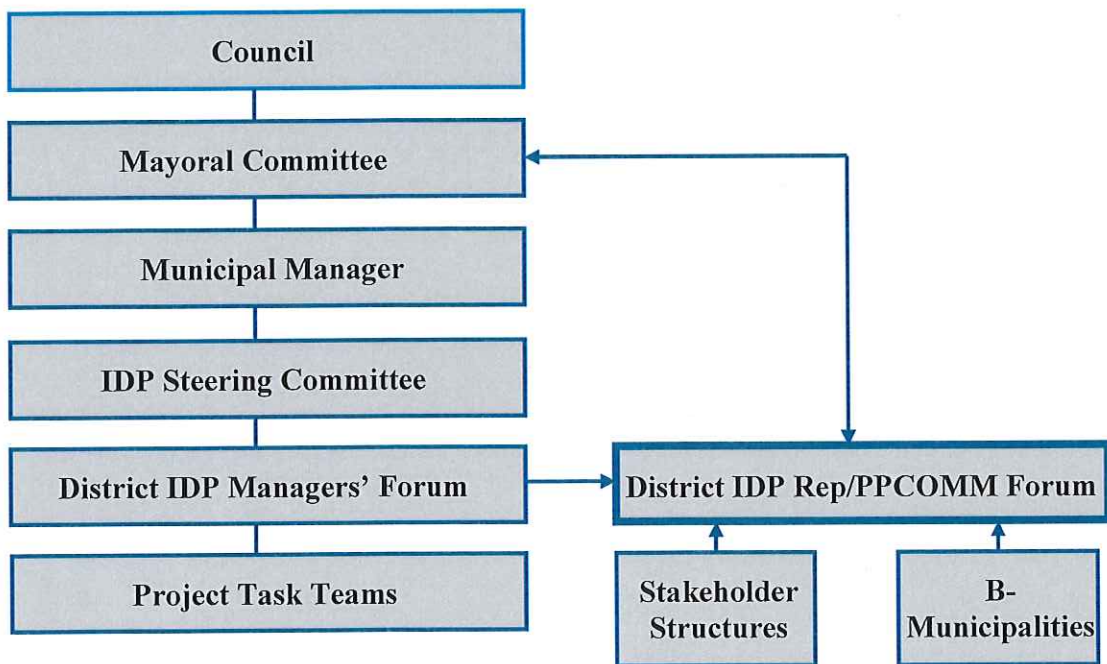 Council
Mayoral Committee
Municipal Manager
IDP Steering Committee
District IDP Managers’ Forum
District IDP Rep/PPCOMM Forum
Project Task Teams
Stakeholder
Structures
B-
Municipalities